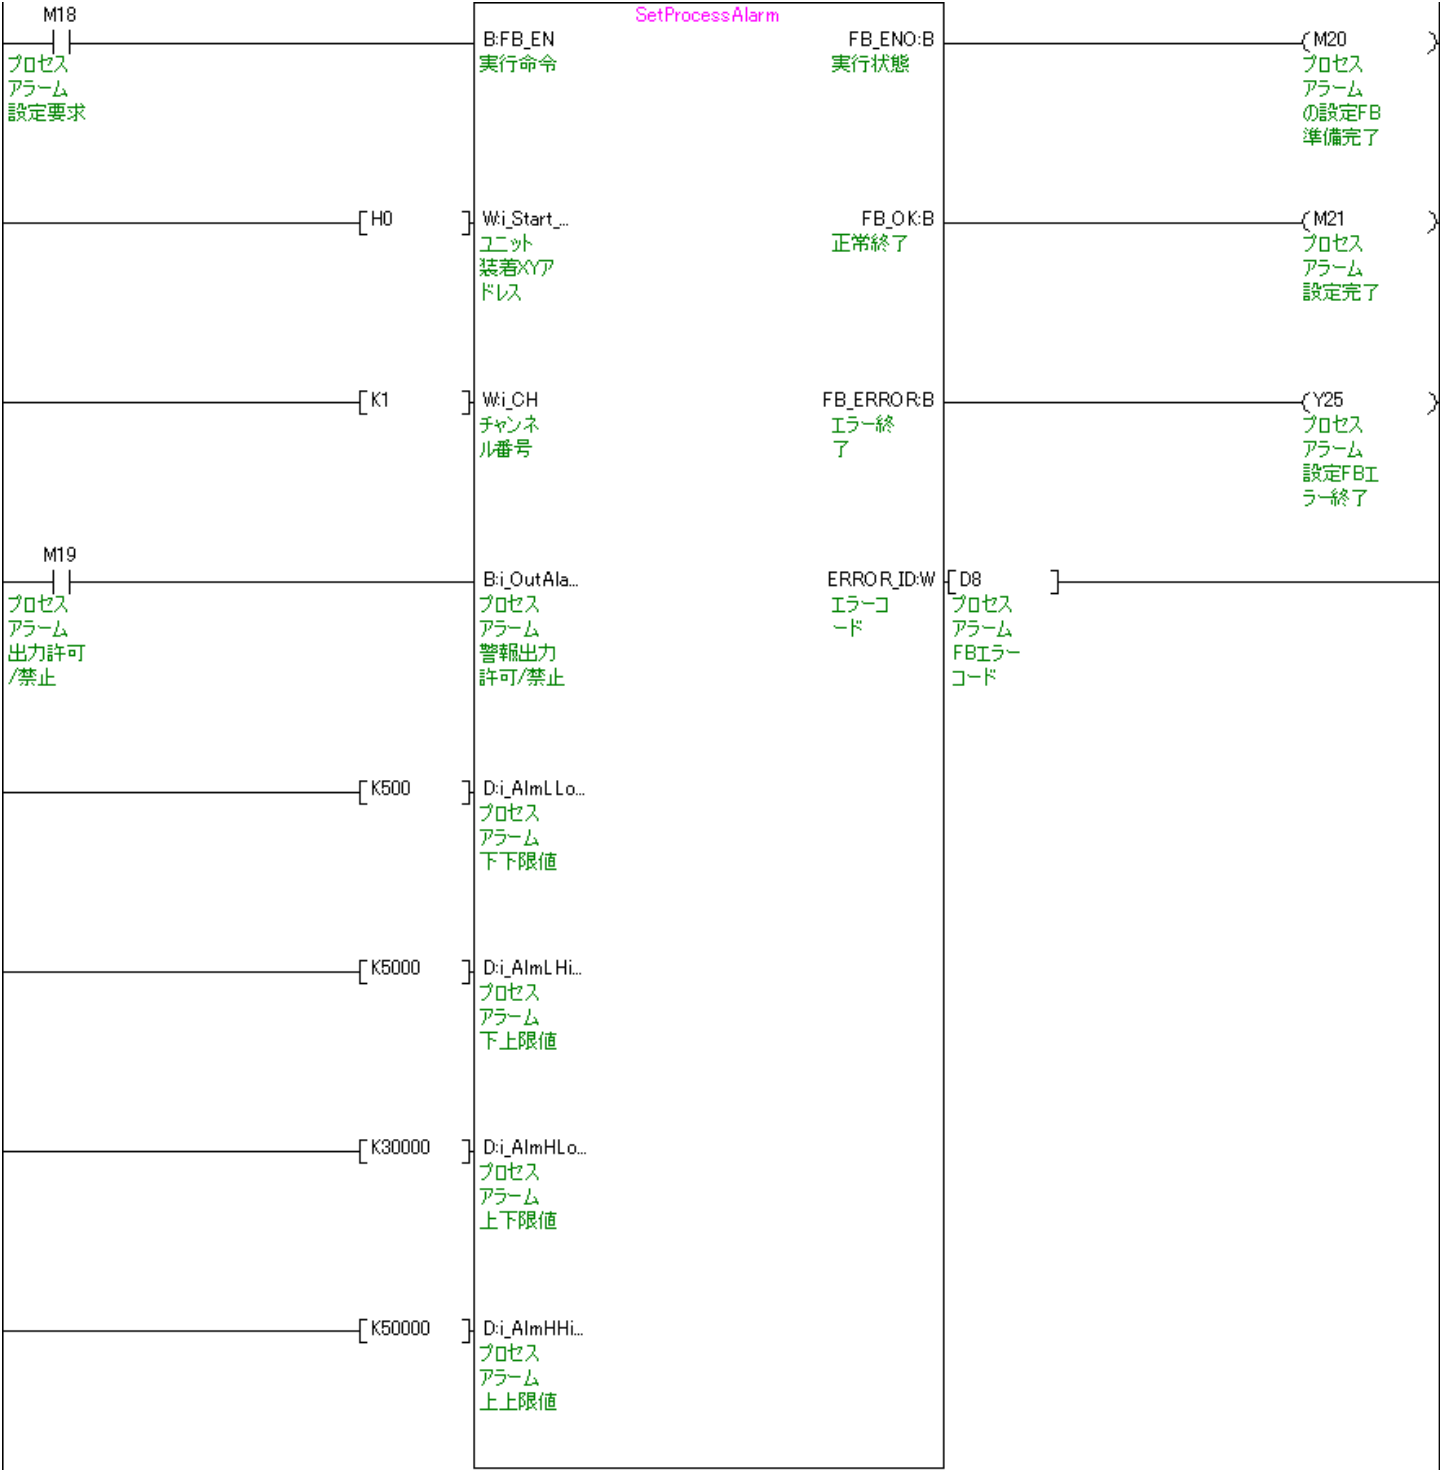 SetProcessAlarm
M18
B:FB_EN
FB_ENO:B
M20
プロセス
アラーム
設定要求
実行命令
実行状態
プロセス
アラーム
の設定FB
準備完了
H0
W:i_Start_...
FB_OK:B
M21
ユニット
装着XYア
ドレス
正常終了
プロセス
アラーム
設定完了
K1
W:i_CH
FB_ERROR:B
Y25
チャンネ
ル番号
エラー終
了
プロセス
アラーム
設定FBエ
ラー終了
M19
B:i_OutAla...
ERROR_ID:W
D8
プロセス
アラーム
出力許可
/禁止
プロセス
アラーム
警報出力
許可/禁止
エラーコ
ード
プロセス
アラーム
FBエラー
コード
K500
D:i_AlmLLo...
プロセス
アラーム
下下限値
K5000
D:i_AlmLHi...
プロセス
アラーム
下上限値
K30000
D:i_AlmHLo...
プロセス
アラーム
上下限値
K50000
D:i_AlmHHi...
プロセス
アラーム
上上限値